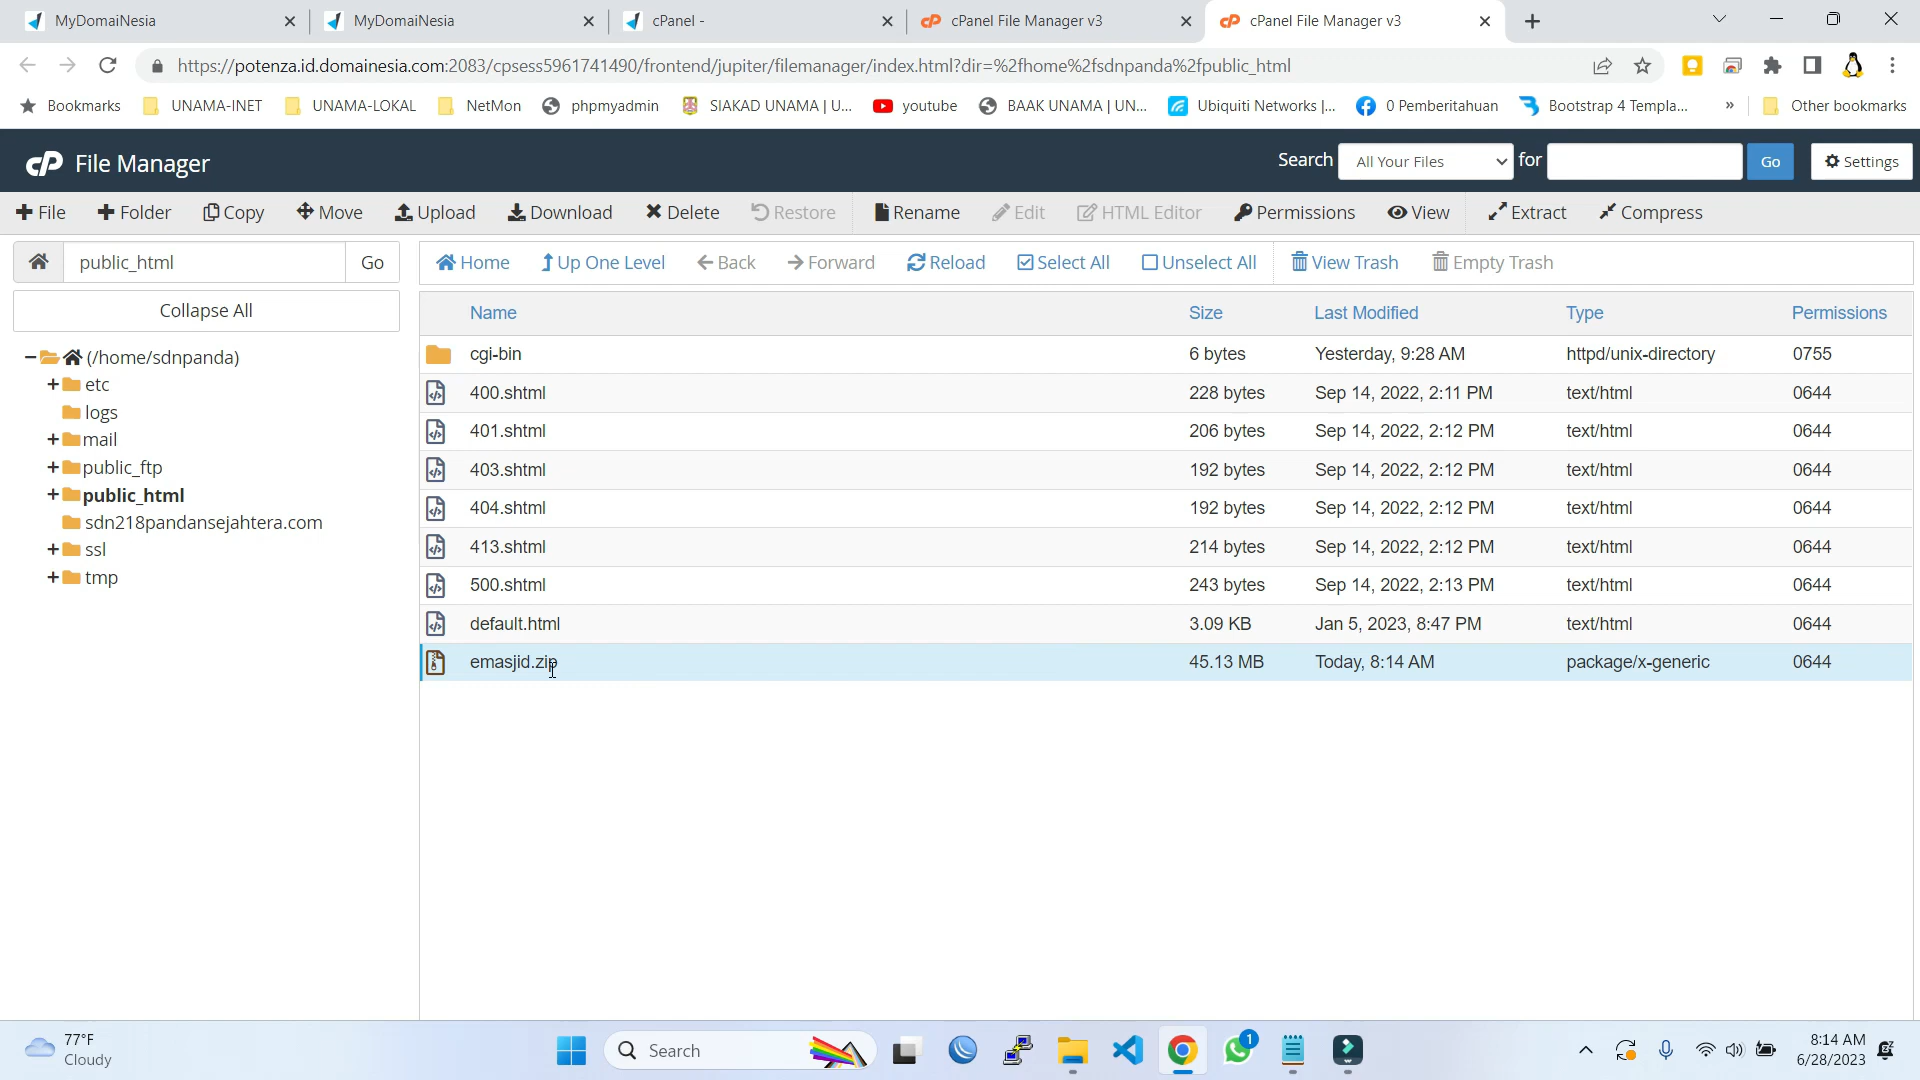 MyDomaiNesia
MyDomaiNesia
cPanel -
cPanel File Manager v3
cPanel File Manager v3
https://potenza.id.domainesia.com:2083/cpsess5961741490/frontend/jupiter/filemanager/index.html?dir=%2fhome%2fsdnpanda%2fpublic_html
Bookmarks UNAMA-INET UNAMA-LOKAL NetMon phpmyadmin SIAKAD UNAMA | U... youtube BAAK UNAMA | UN... Ubiquiti Networks |... 0 Pemberitahuan Bootstrap 4 Templa... » Other bookmarks
cP File Manager
Search All Your Files for Go Settings
File Folder Copy Move Upload Download Delete Restore Rename Edit HTML Editor Permissions View Extract Compress
public_html Go
Home Up One Level Back Forward Reload Select All Unselect All View Trash Empty Trash
Collapse All
(/home/sdnpanda)
etc
logs
mail
public_ftp
public_html
sdn218pandansejahtera.com
ssl
tmp
Name Size Last Modified Type Permissions
cgi-bin 6 bytes Yesterday, 9:28 AM httpd/unix-directory 0755
400.shtml 228 bytes Sep 14, 2022, 2:11 PM text/html 0644
401.shtml 206 bytes Sep 14, 2022, 2:12 PM text/html 0644
403.shtml 192 bytes Sep 14, 2022, 2:12 PM text/html 0644
404.shtml 192 bytes Sep 14, 2022, 2:12 PM text/html 0644
413.shtml 214 bytes Sep 14, 2022, 2:12 PM text/html 0644
500.shtml 243 bytes Sep 14, 2022, 2:13 PM text/html 0644
default.html 3.09 KB Jan 5, 2023, 8:47 PM text/html 0644
emasjid.zip 45.13 MB Today, 8:14 AM package/x-generic 0644
77°F
Cloudy
Search
1
8:14 AM
6/28/2023